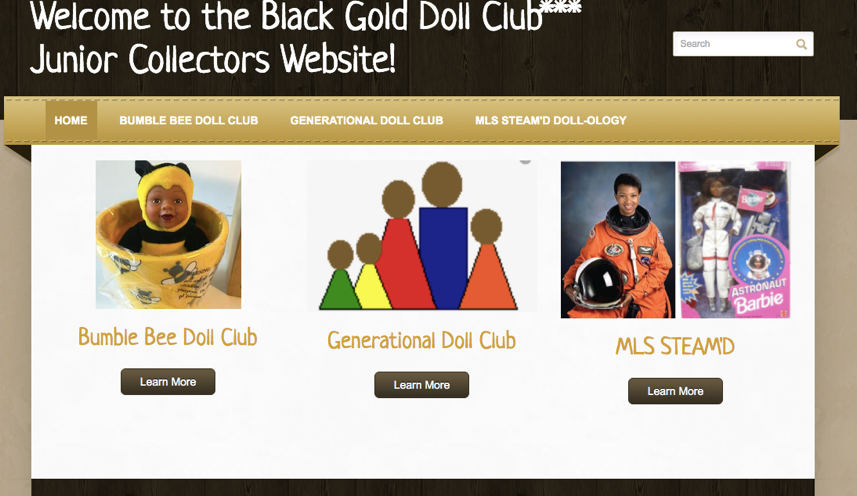 Welcome to the Black Gold Doll Club***
Junior Collectors Website!
Search
HOME
BUMBLE BEE DOLL CLUB
GENERATIONAL DOLL CLUB
MLS STEAM'D DOLL-OLOGY
Barbie
ASTRONAUT
Barbie
Bumble Bee Doll Club
Generational Doll Club
MLS STEAM'D
Learn More
Learn More
Learn More